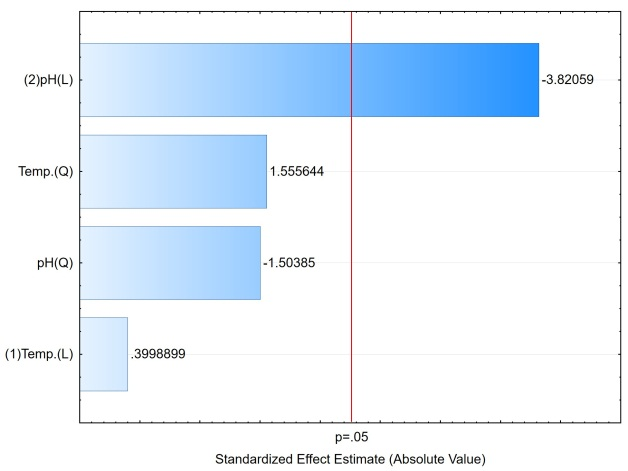 (2)pH(L)
-3.82059
Temp.(Q)
1.555644
pH(Q)
-1.50385
(1)Temp.(L)
.3998899
p=.05
Standardized Effect Estimate (Absolute Value)